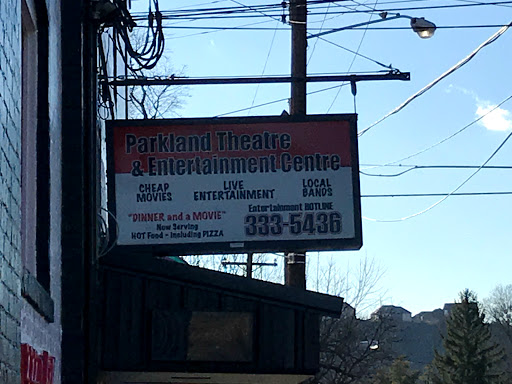 Parkland Theatre
& Entertainment Centre
CHEAP MOVIES
LIVE ENTERTAINMENT
LOCAL BANDS
"DINNER and a MOVIE"
Now Serving
HOT Food - Including PIZZA
Entertainment HOTLINE
333-5436